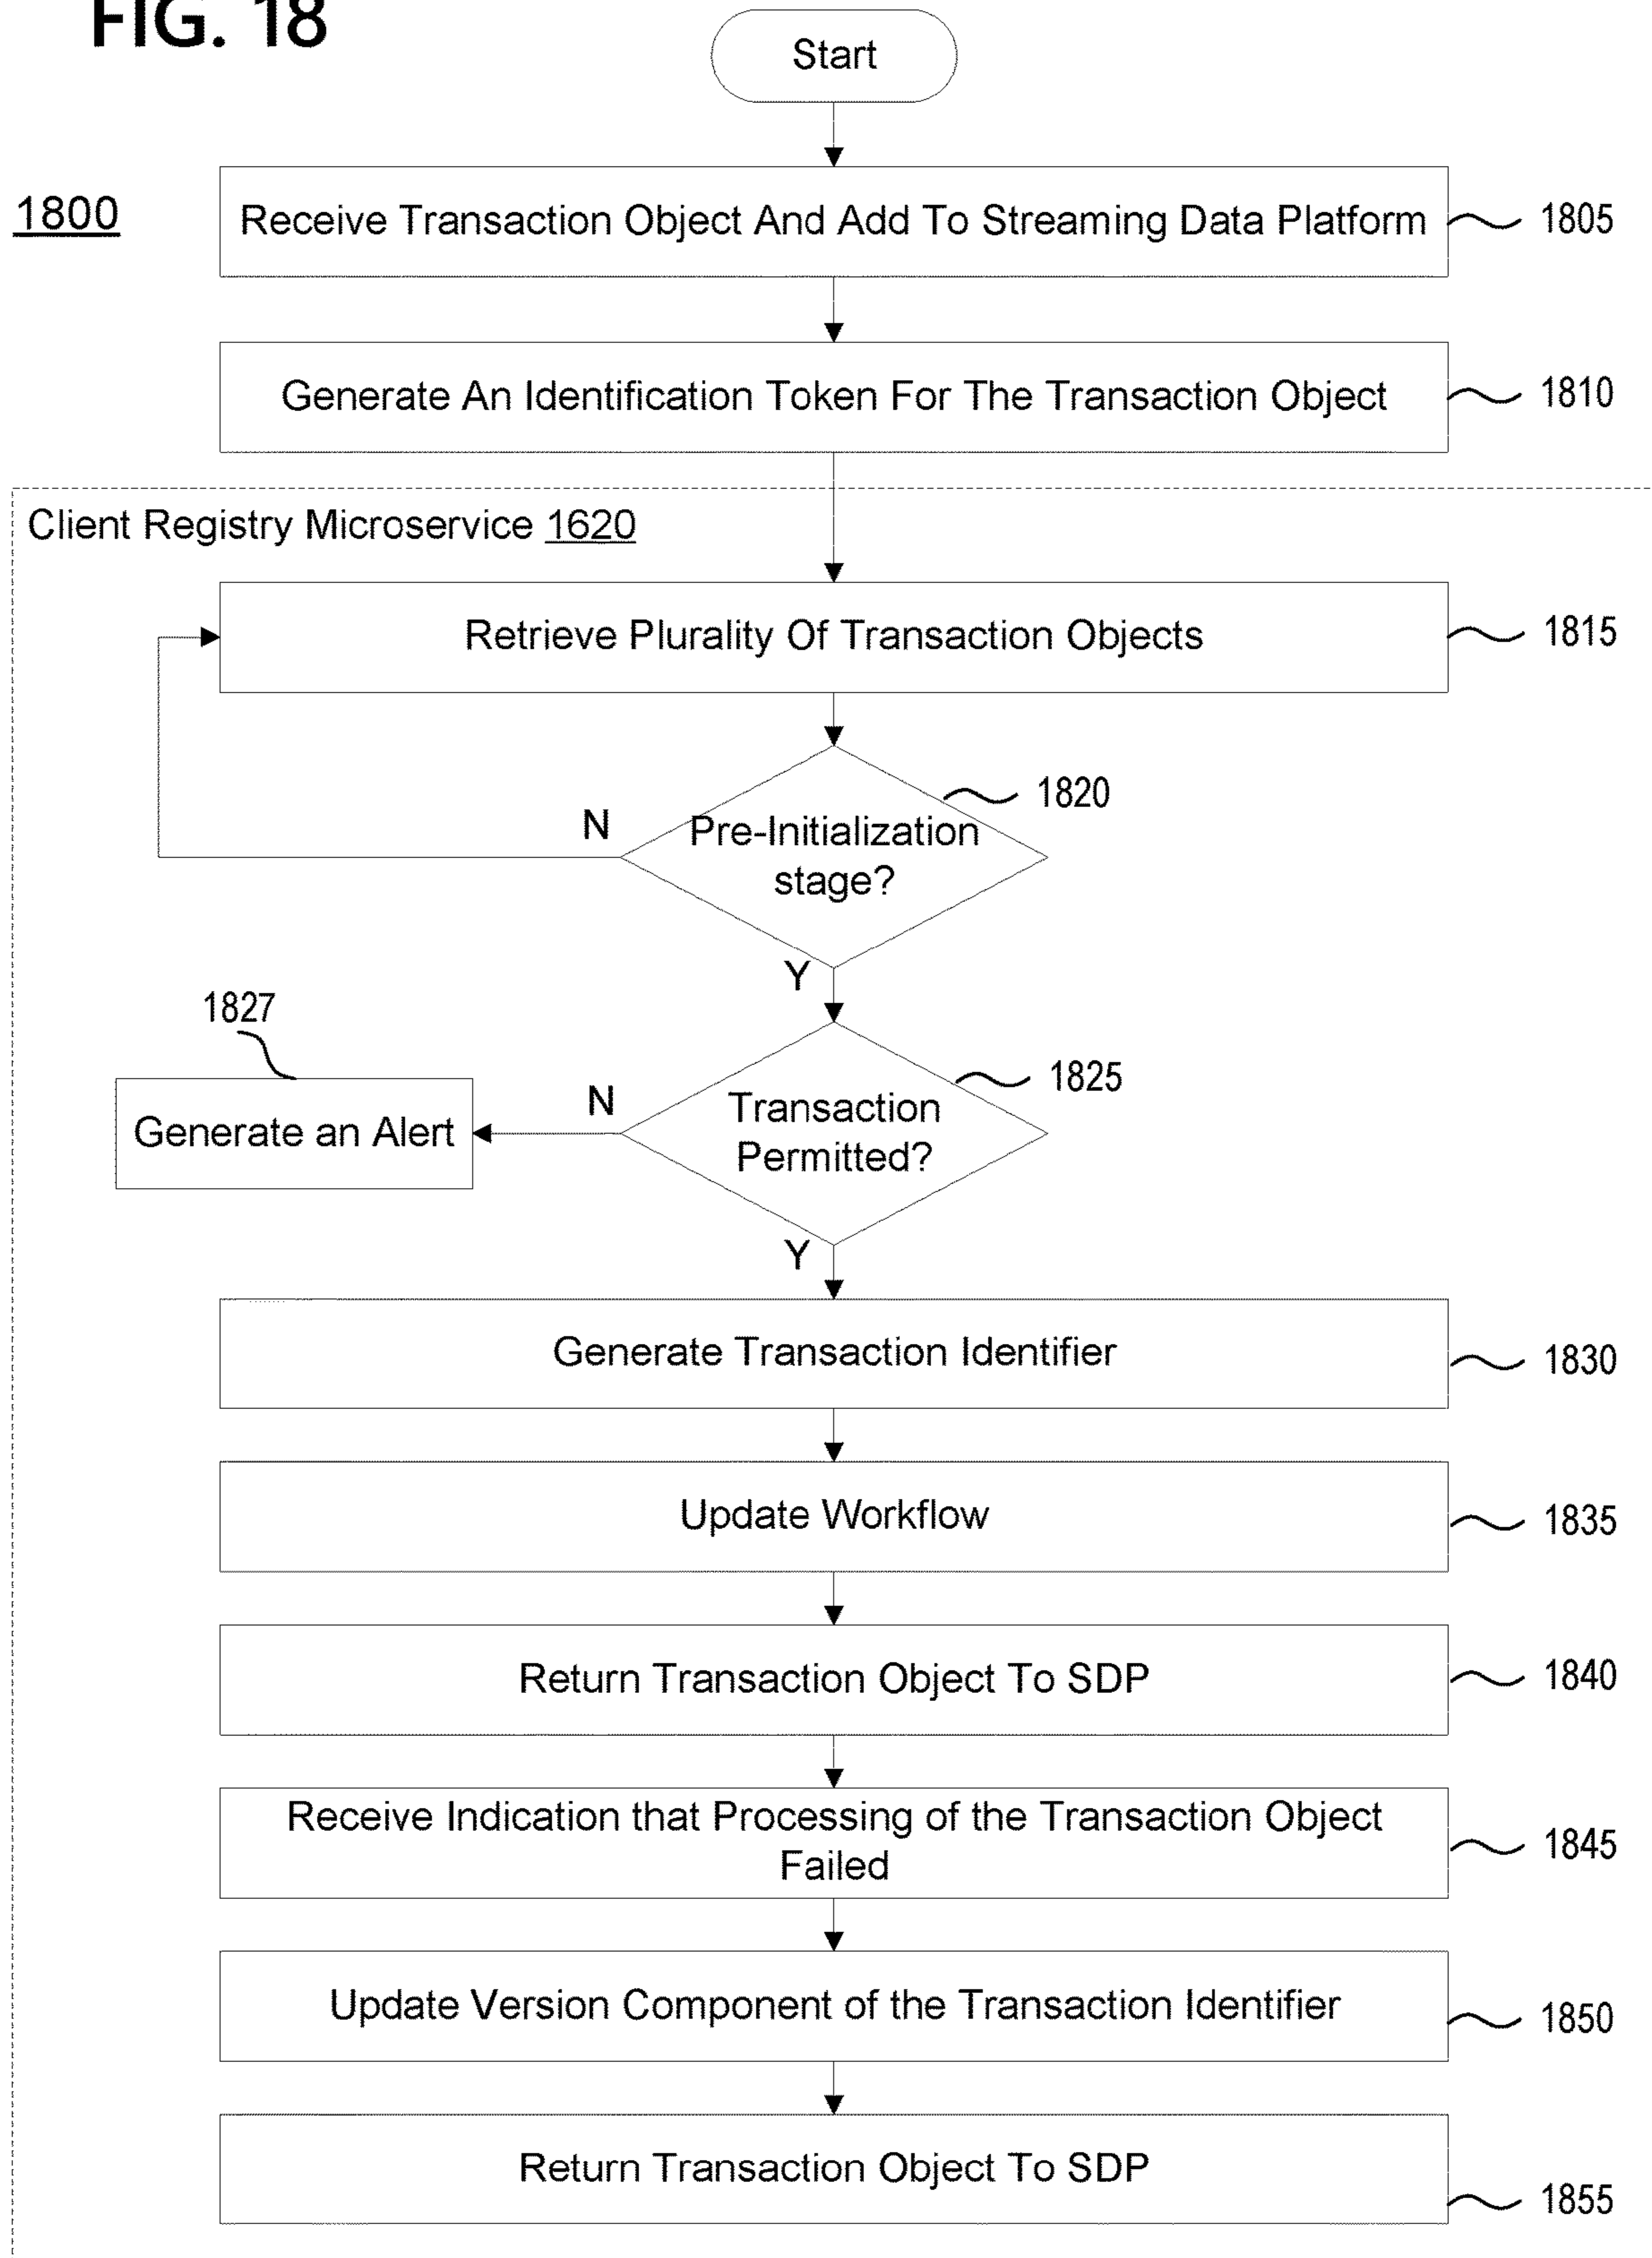 FIG. 18
Start
1800
Receive Transaction Object And Add To Streaming Data Platform
1805
Generate An Identification Token For The Transaction Object
1810
Client Registry Microservice 1620
Retrieve Plurality Of Transaction Objects
1815
1820
N
Pre-Initialization
stage?
Y
1827
1825
N
Transaction
Permitted?
Generate an Alert
Y
Generate Transaction Identifier
1830
Update Workflow
1835
Return Transaction Object To SDP
1840
Receive Indication that Processing of the Transaction Object
Failed
1845
Update Version Component of the Transaction Identifier
1850
Return Transaction Object To SDP
1855